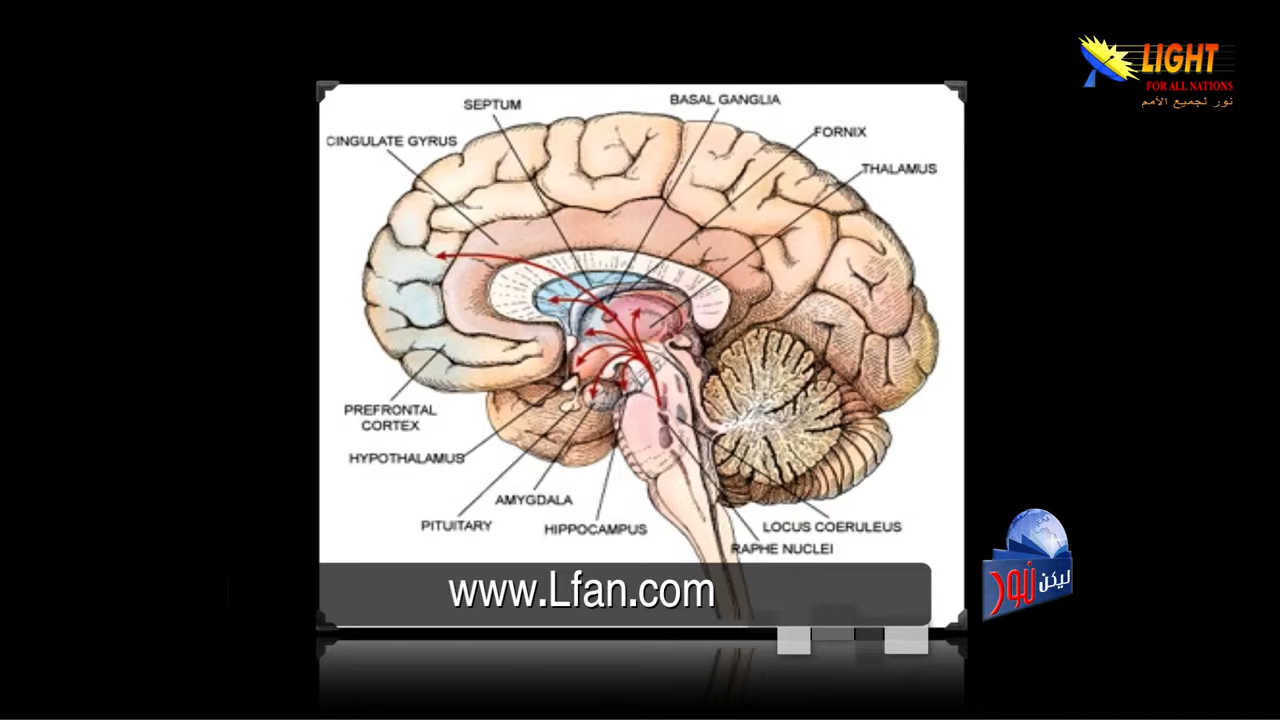 LIGHT
FOR ALL NATIONS
نور لجميع الأمم
BASAL GANGLIA
SEPTUM
FORNIX
CINGULATE GYRUS
THALAMUS
PREFRONTAL
CORTEX
HYPOTHALAMUS
AMYGDALA
PITUITARY
HIPPOCAMPUS
LOCUS COERULEUS
RAPHE NUCLEI
ليكن نور
www.Lfan.com